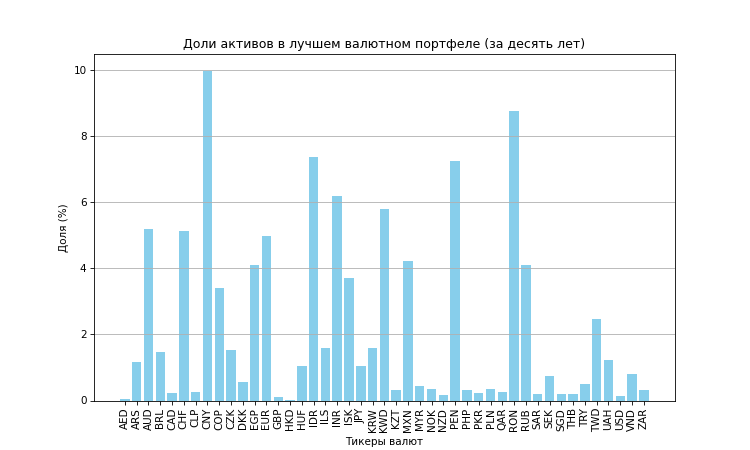 Доли активов в лучшем валютном портфеле (за десять лет)
Доля (%)
10
8
6
4
2
0
AED ARS AUD BRL CAD CHF CLP CNY COP CZK DKK EGP EUR GBP HKD HUF IDR ILS INR ISK JPY KRW KWD KZT MXN MYR NOK NZD PEN PHP PKR PLN QAR RON RUB SAR SEK SGD THB TRY TWD UAH USD VND ZAR
Тикеры валют